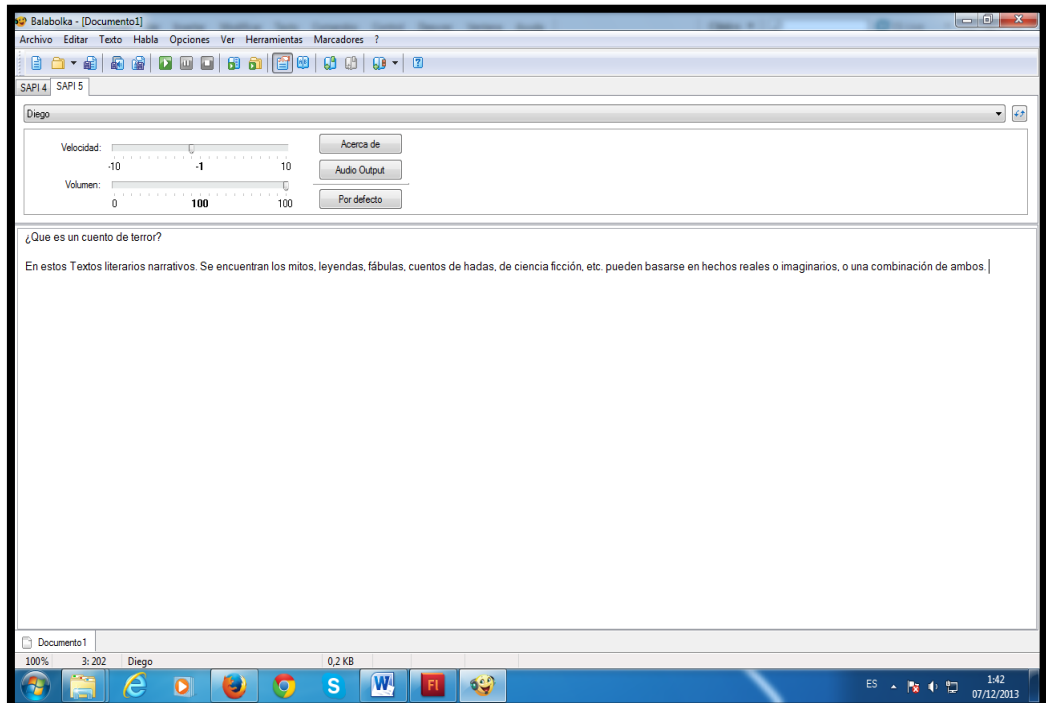 Balabolka - [Documento1]
Archivo Editar Texto Habla Opciones Ver Herramientas Marcadores ?
SAPI 4 SAPI 5
Diego
Velocidad: Acerca de
-10 -1 10 Audio Output
Volumen:
0 100 100 Por defecto
¿Que es un cuento de terror?
En estos Textos literarios narrativos. Se encuentran los mitos, leyendas, fábulas, cuentos de hadas, de ciencia ficción, etc. pueden basarse en hechos reales o imaginarios, o una combinación de ambos.
Documento1
100% 3: 202 Diego 0,2 KB
ES 1:42
07/12/2013